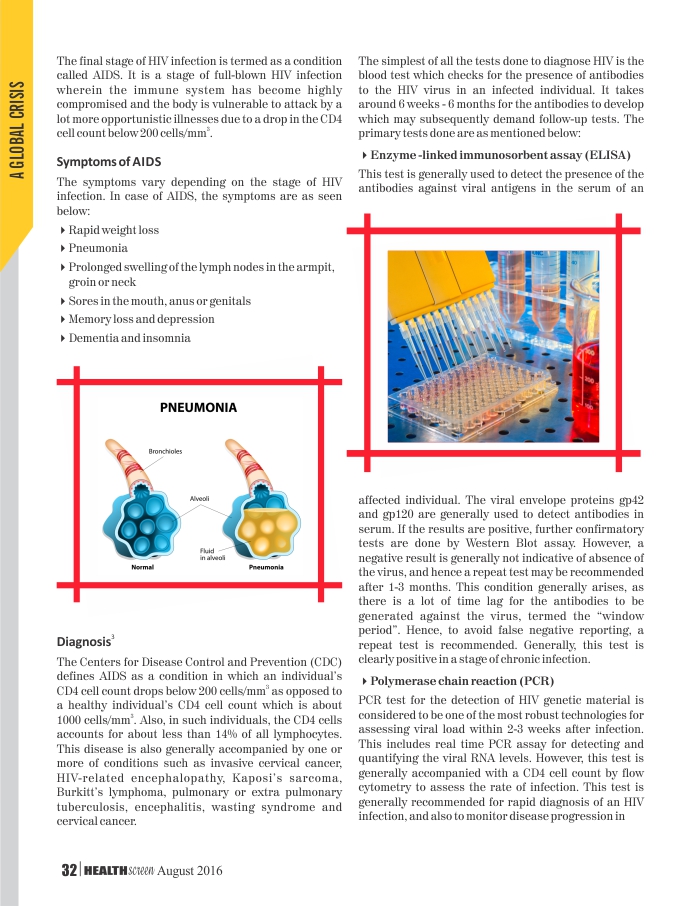 A GLOBAL CRISIS
The final stage of HIV infection is termed as a condition
called AIDS. It is a stage of full-blown HIV infection
wherein the immune system has become highly
compromised and the body is vulnerable to attack by a
lot more opportunistic illnesses due to a drop in the CD4
cell count below 200 cells/mm³.
Symptoms of AIDS
The symptoms vary depending on the stage of HIV
infection. In case of AIDS, the symptoms are as seen
below:
Rapid weight loss
Pneumonia
Prolonged swelling of the lymph nodes in the armpit,
groin or neck
Sores in the mouth, anus or genitals
Memory loss and depression
Dementia and insomnia
PNEUMONIA
Bronchioles
Alveoli
Fluid
in alveoli
Normal
Pneumonia
Diagnosis³
The Centers for Disease Control and Prevention (CDC)
defines AIDS as a condition in which an individual's
CD4 cell count drops below 200 cells/mm³ as opposed to
a healthy individual's CD4 cell count which is about
1000 cells/mm³. Also, in such individuals, the CD4 cells
accounts for about less than 14% of all lymphocytes.
This disease is also generally accompanied by one or
more of conditions such as invasive cervical cancer,
HIV-related encephalopathy, Kaposi's sarcoma,
Burkitt's lymphoma, pulmonary or extra pulmonary
tuberculosis, encephalitis, wasting syndrome and
cervical cancer.
The simplest of all the tests done to diagnose HIV is the
blood test which checks for the presence of antibodies
to the HIV virus in an infected individual. It takes
around 6 weeks - 6 months for the antibodies to develop
which may subsequently demand follow-up tests. The
primary tests done are as mentioned below:
Enzyme -linked immunosorbent assay (ELISA)
This test is generally used to detect the presence of the
antibodies against viral antigens in the serum of an
affected individual. The viral envelope proteins gp42
and gp120 are generally used to detect antibodies in
serum. If the results are positive, further confirmatory
tests are done by Western Blot assay. However, a
negative result is generally not indicative of absence of
the virus, and hence a repeat test may be recommended
after 1-3 months. This condition generally arises, as
there is a lot of time lag for the antibodies to be
generated against the virus, termed the “window
period”. Hence, to avoid false negative reporting, a
repeat test is recommended. Generally, this test is
clearly positive in a stage of chronic infection.
Polymerase chain reaction (PCR)
PCR test for the detection of HIV genetic material is
considered to be one of the most robust technologies for
assessing viral load within 2-3 weeks after infection.
This includes real time PCR assay for detecting and
quantifying the viral RNA levels. However, this test is
generally accompanied with a CD4 cell count by flow
cytometry to assess the rate of infection. This test is
generally recommended for rapid diagnosis of an HIV
infection, and also to monitor disease progression in
32 HEALTH screen August 2016